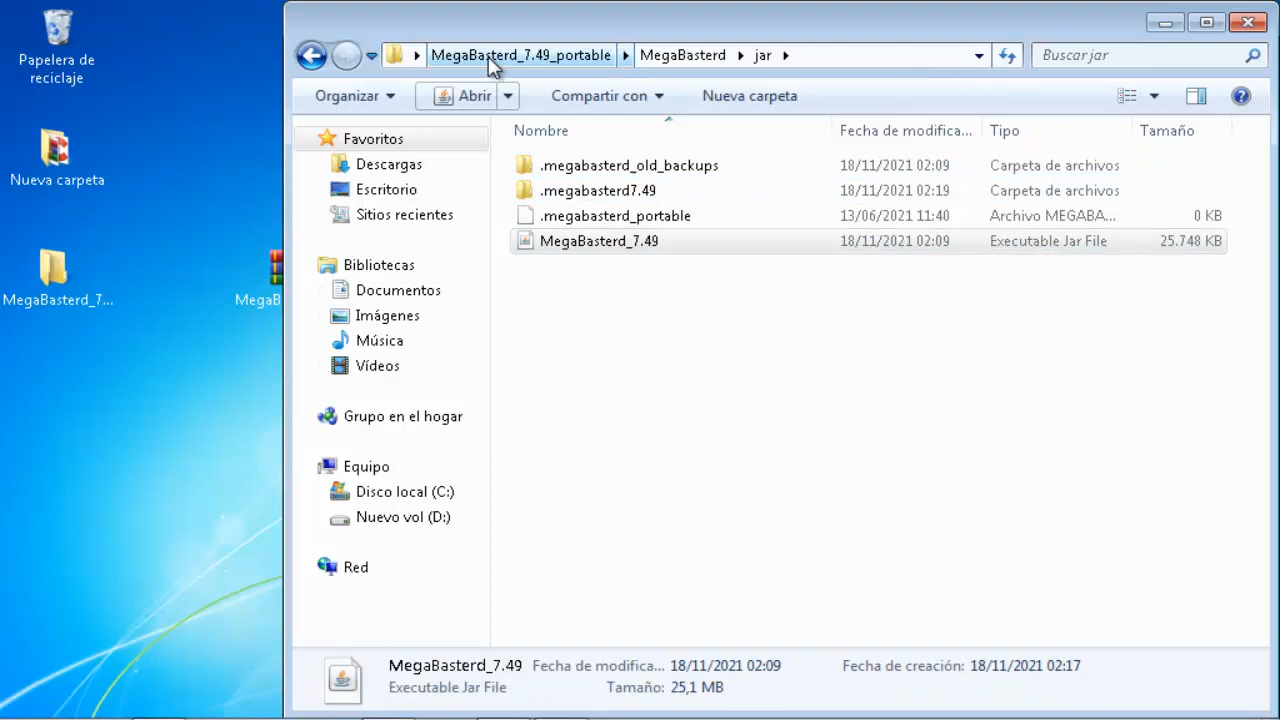 Papelera de
reciclaje
Nueva carpeta
MegaBasterd_7...
MegaB
MegaBasterd_7.49_portable MegaBasterd jar
Buscar jar
Organizar Abrir Compartir con Nueva carpeta
Favoritos
Descargas
Escritorio
Sitios recientes
Bibliotecas
Documentos
Imágenes
Música
Vídeos
Grupo en el hogar
Equipo
Disco local (C:)
Nuevo vol (D:)
Red
Nombre Fecha de modifica... Tipo Tamaño
.megabasterd_old_backups 18/11/2021 02:09 Carpeta de archivos
.megabasterd7.49 18/11/2021 02:19 Carpeta de archivos
.megabasterd_portable 13/06/2021 11:40 Archivo MEGABA... 0 KB
MegaBasterd_7.49 18/11/2021 02:09 Executable Jar File 25.748 KB
MegaBasterd_7.49 Fecha de modifica... 18/11/2021 02:09 Fecha de creación: 18/11/2021 02:17
Executable Jar File Tamaño: 25,1 MB